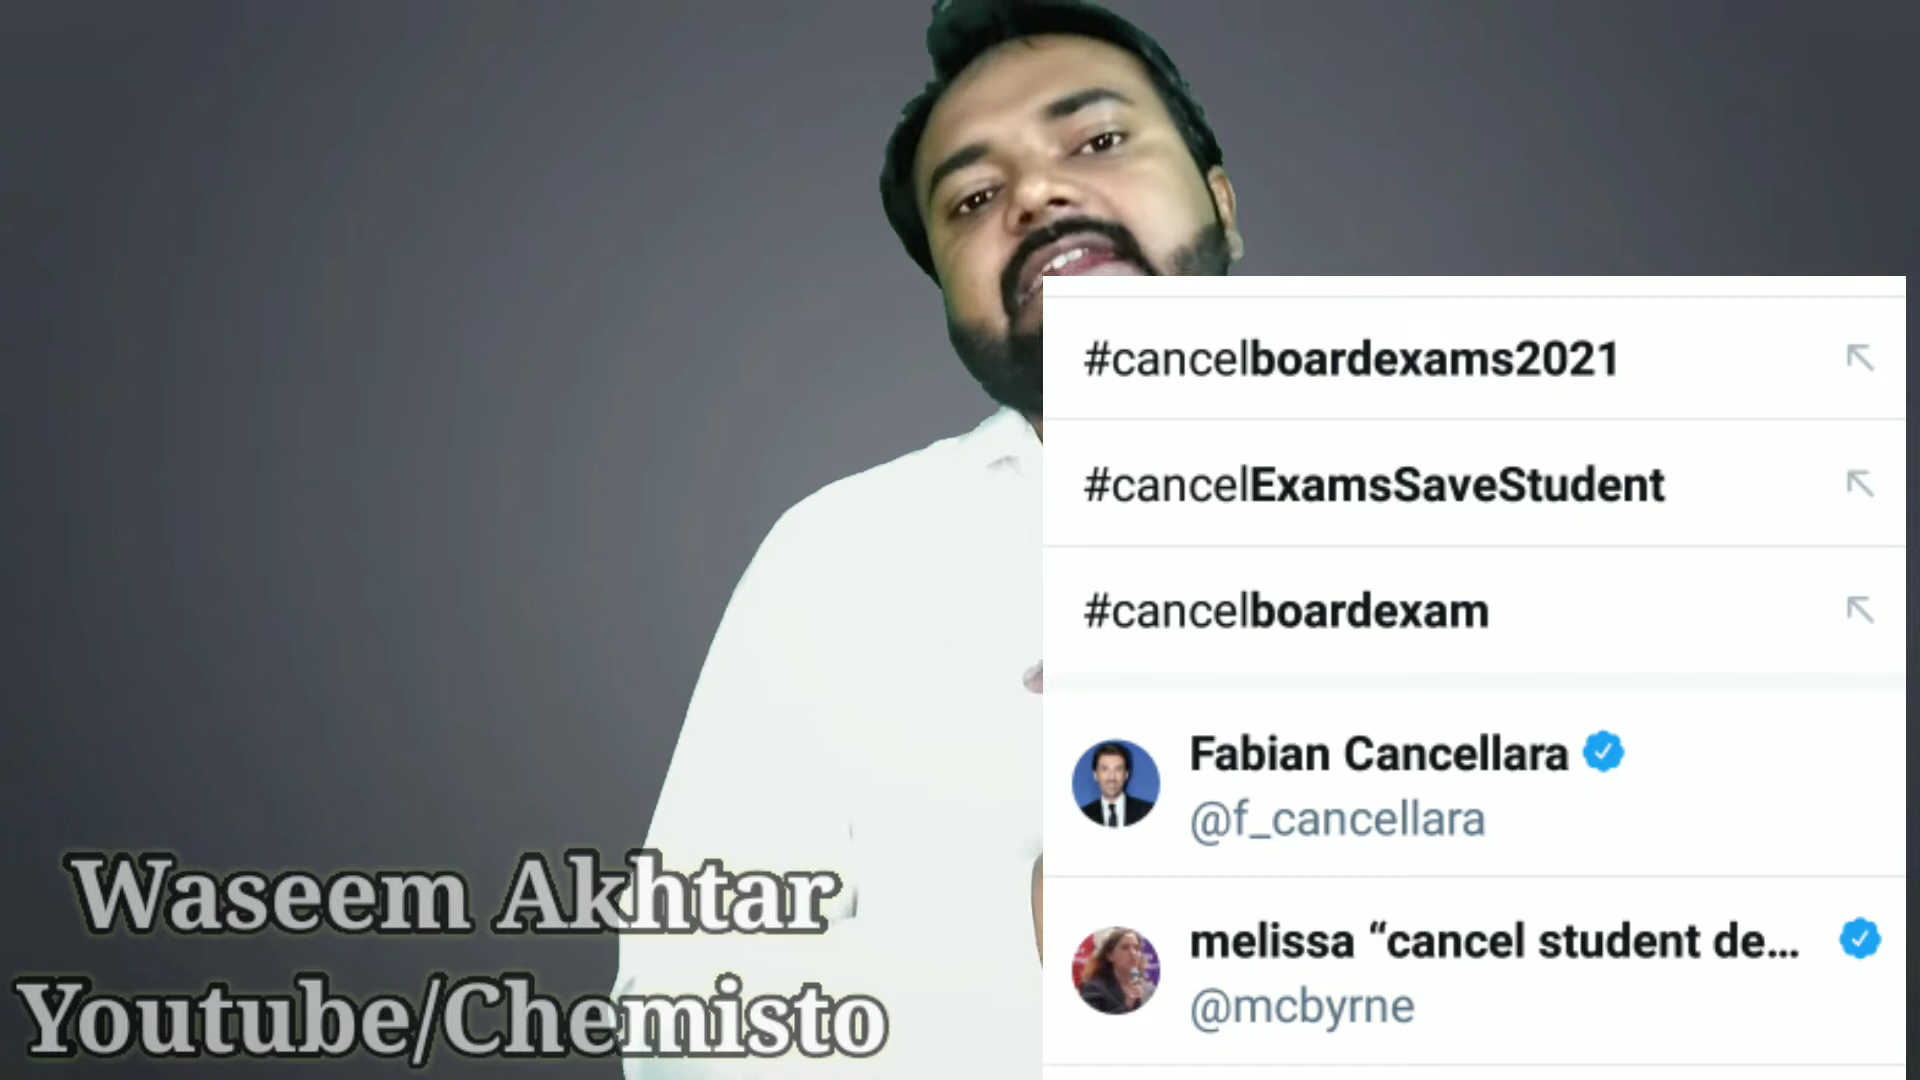 #cancelboardexams2021
#cancelExamsSaveStudent
#cancelboardexam
Fabian Cancellara
@f_cancellara
melissa “cancel student de...
@mcbyrne
Waseem Akhtar
Youtube/Chemisto